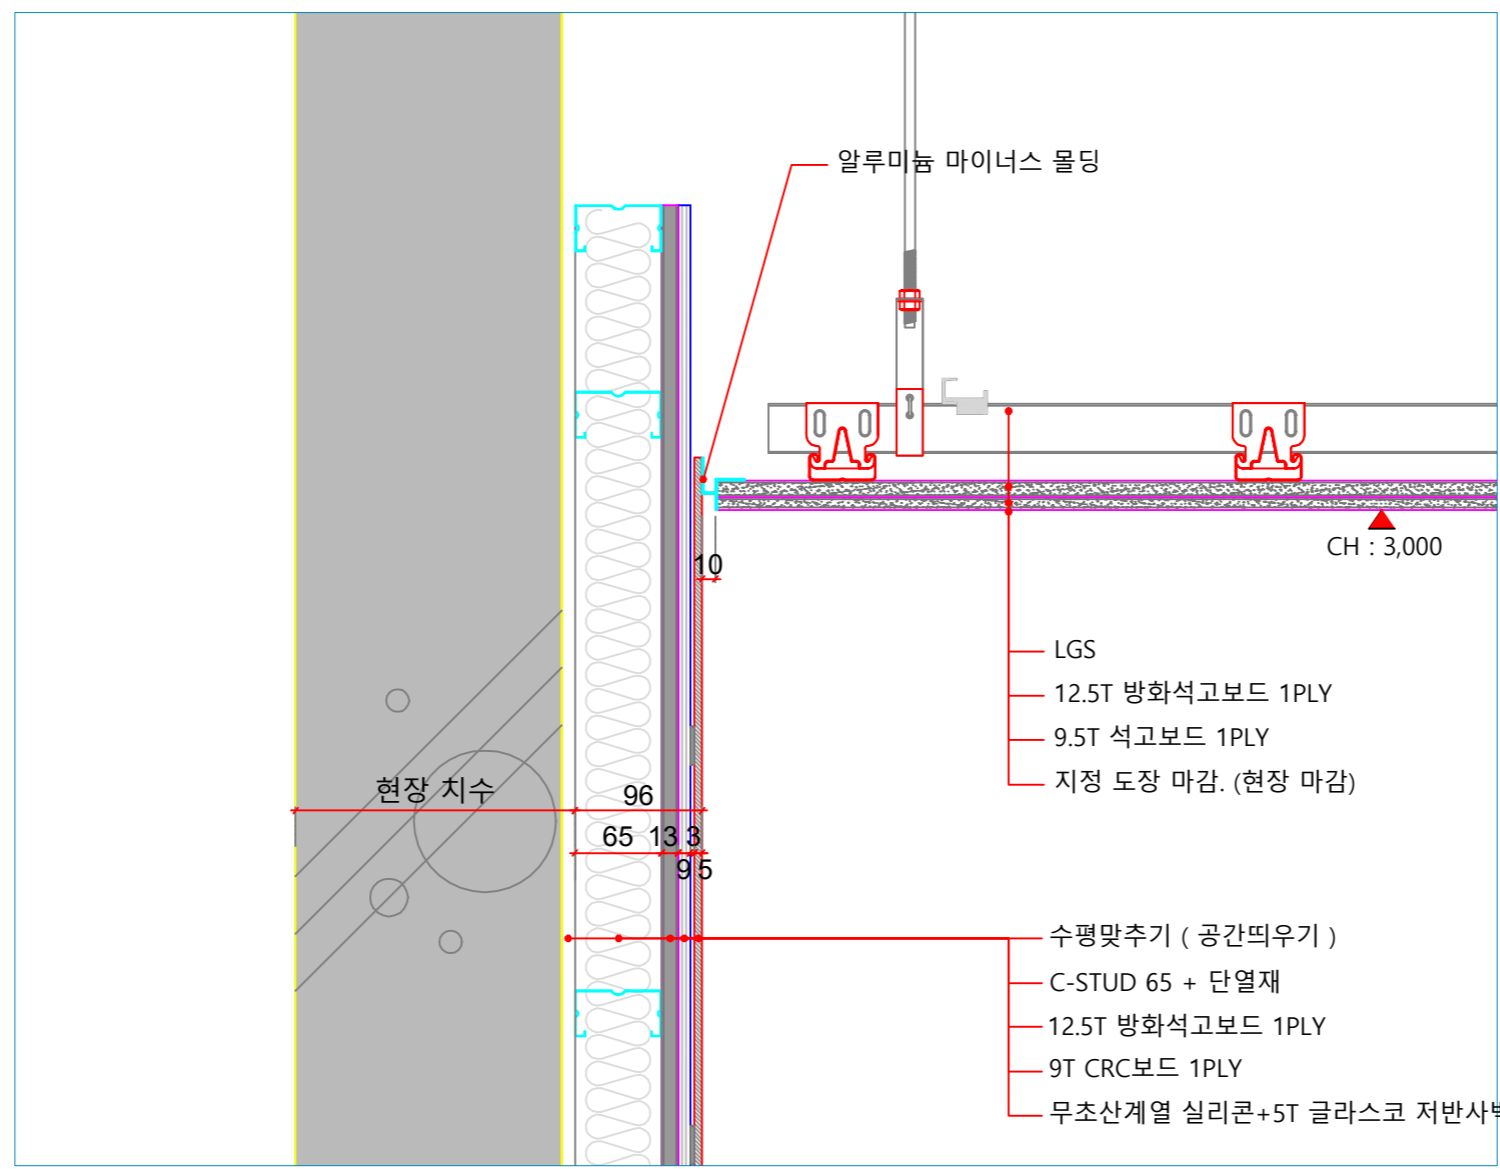 알루미늄 마이너스 몰딩
10
CH : 3,000
LGS
12.5T 방화석고보드 1PLY
9.5T 석고보드 1PLY
지정 도장 마감. (현장 마감)
현장 치수
96
65 13 3
9 5
수평맞추기 ( 공간띄우기 )
C-STUD 65 + 단열재
12.5T 방화석고보드 1PLY
9T CRC보드 1PLY
무초산계열 실리콘+5T 글라스코